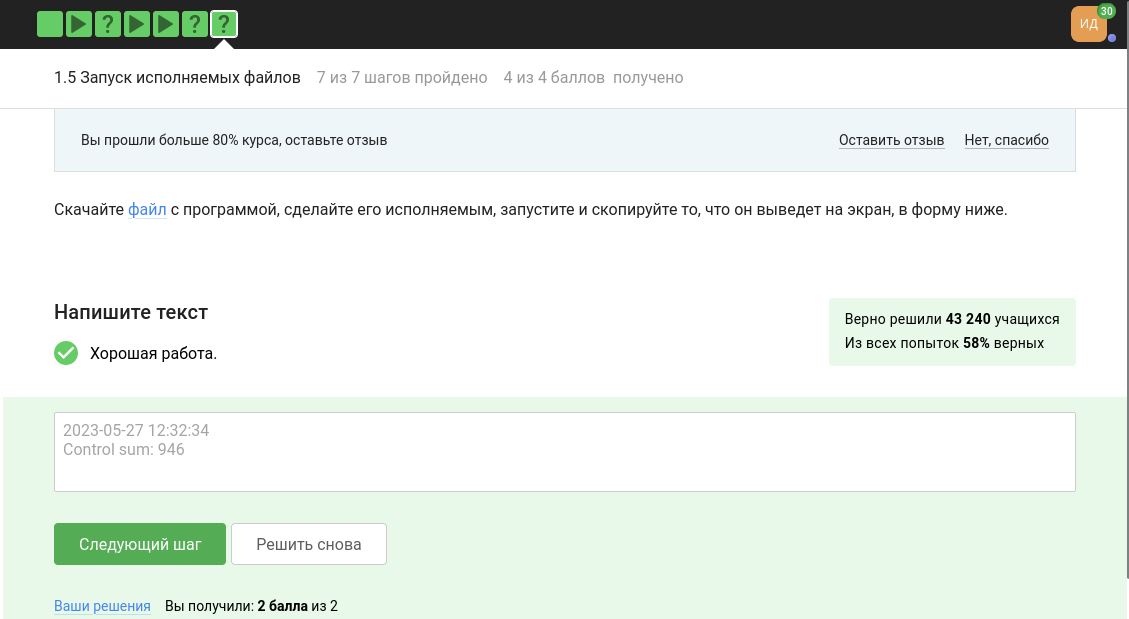 ? ? ?
ИД
30
1.5 Запуск исполняемых файлов 7 из 7 шагов пройдено 4 из 4 баллов получено
Вы прошли больше 80% курса, оставьте отзыв Оставить отзыв Нет, спасибо
Скачайте файл с программой, сделайте его исполняемым, запустите и скопируйте то, что он выведет на экран, в форму ниже.
Напишите текст
Хорошая работа.
Верно решили 43 240 учащихся
Из всех попыток 58% верных
2023-05-27 12:32:34
Control sum: 946
Следующий шаг Решить снова
Ваши решения Вы получили: 2 балла из 2